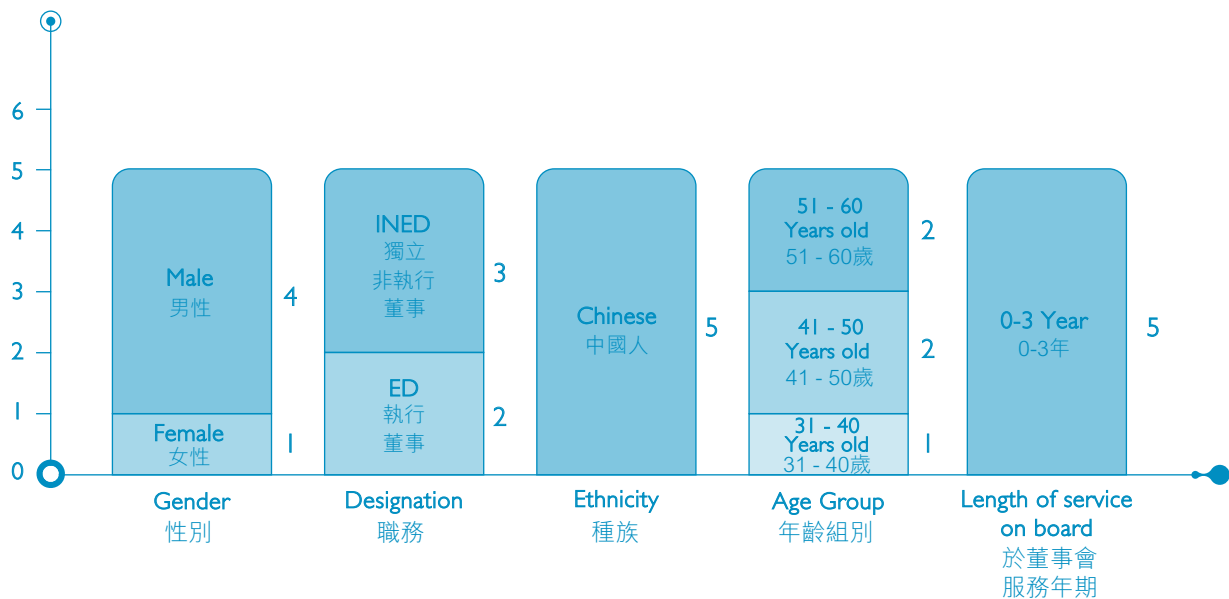 6
5
4
3
2
1
0
Male
男性
4
Female
女性
1
Gender
性別
INED
獨立
非執行
董事
3
ED
執行
董事
2
Designation
職務
Chinese
中國人
5
Ethnicity
種族
51 - 60
Years old
51 - 60歲
2
41 - 50
Years old
41 - 50歲
2
31 - 40
Years old
31 - 40歲
1
Age Group
年齡組別
0-3 Year
0-3年
5
Length of service
on board
於董事會
服務年期